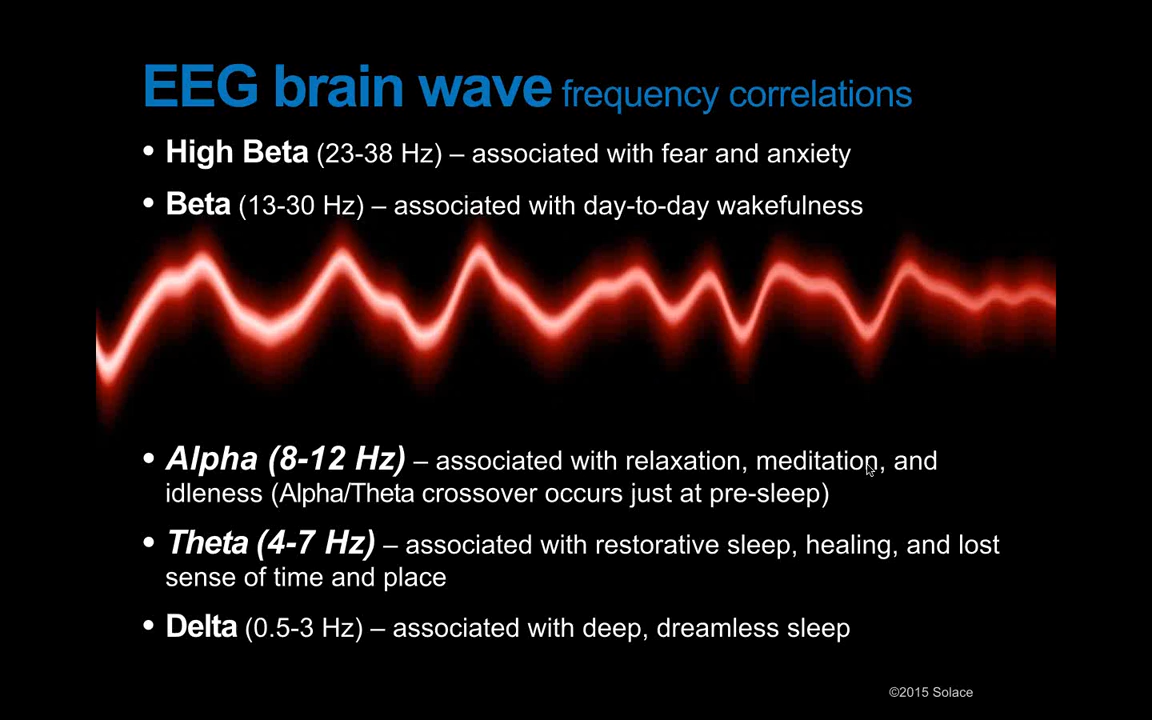 EEG brain wave frequency correlations
• High Beta (23-38 Hz) – associated with fear and anxiety
• Beta (13-30 Hz) – associated with day-to-day wakefulness
• Alpha (8-12 Hz) – associated with relaxation, meditation, and
idleness (Alpha/Theta crossover occurs just at pre-sleep)
• Theta (4-7 Hz) – associated with restorative sleep, healing, and lost
sense of time and place
• Delta (0.5-3 Hz) – associated with deep, dreamless sleep
©2015 Solace